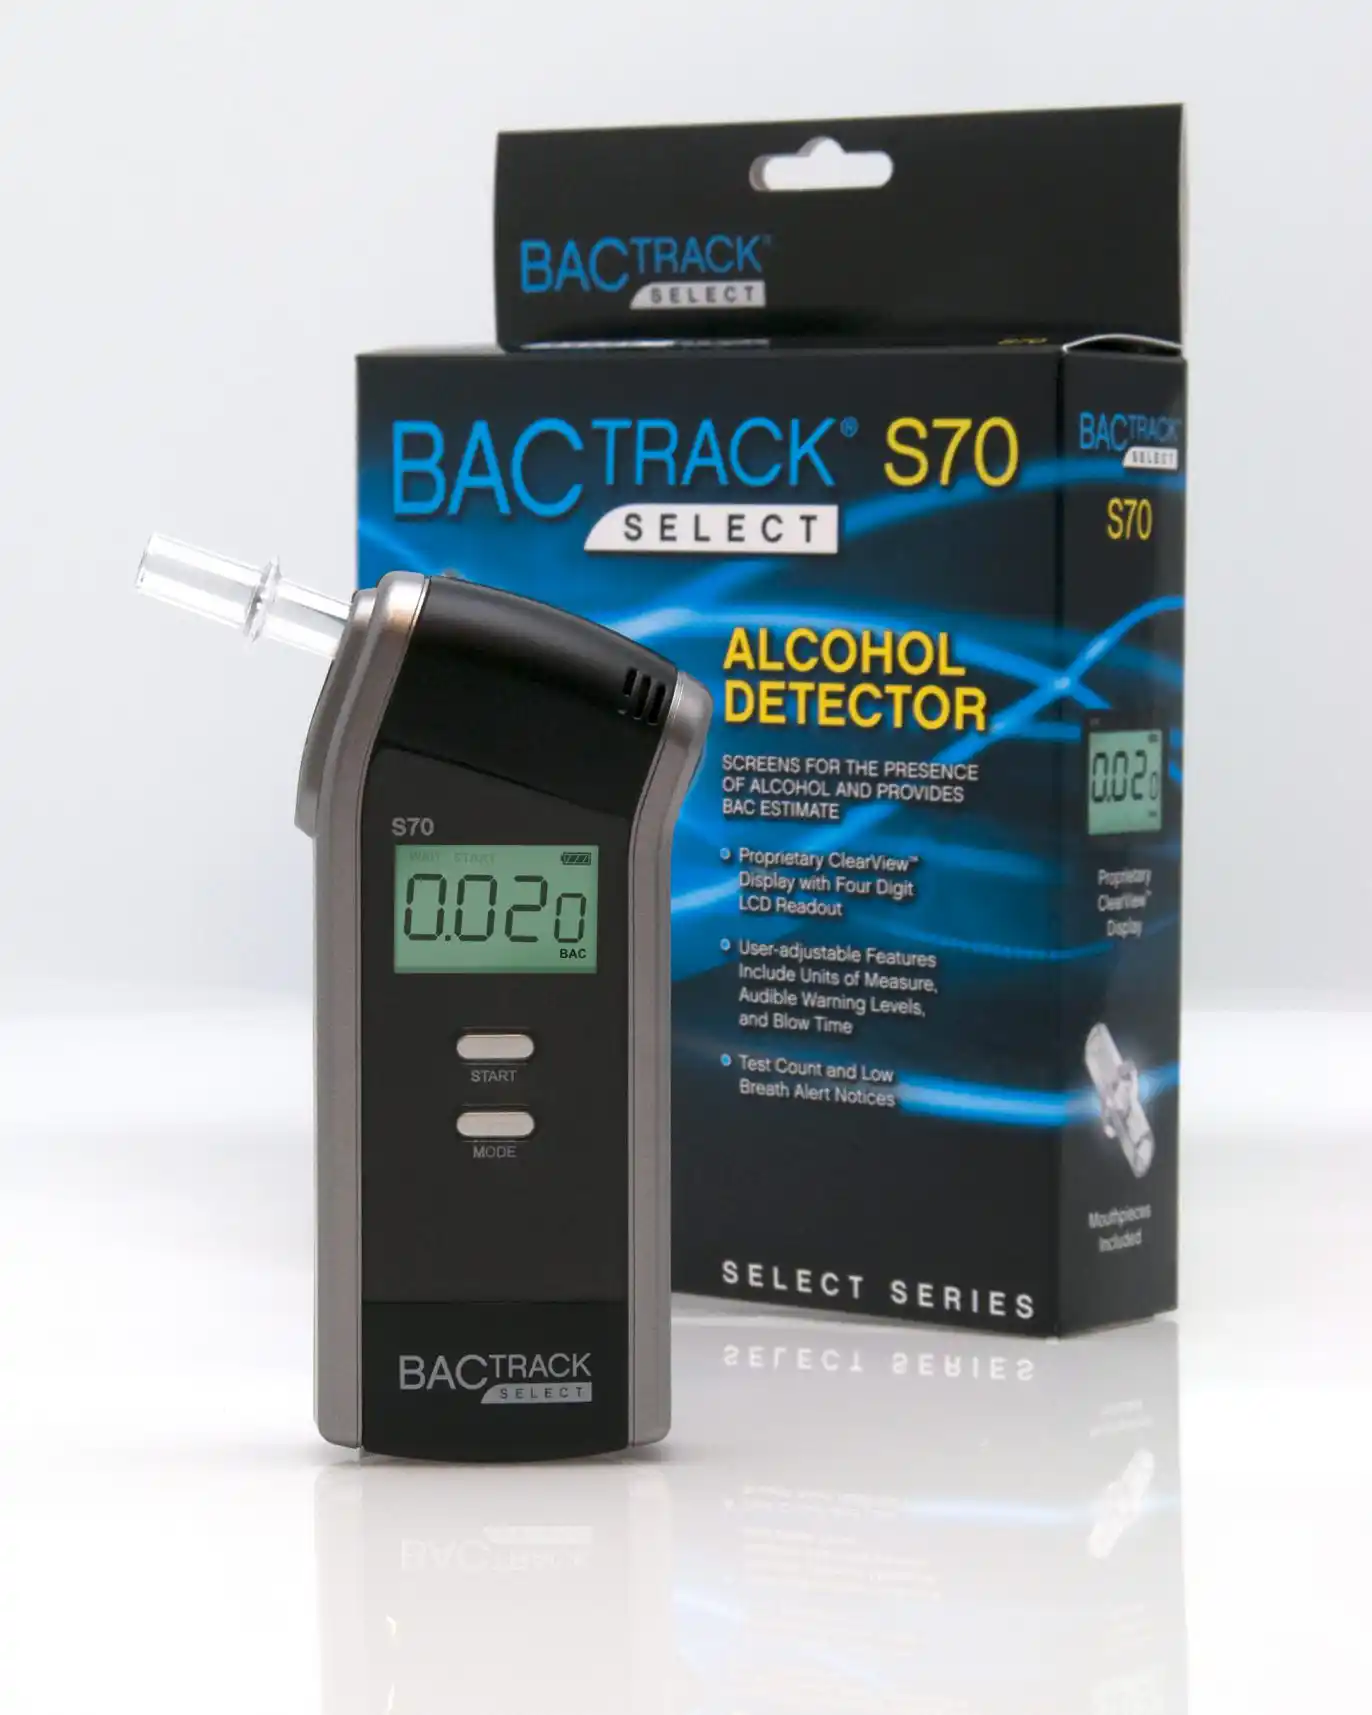 BACTRACK®
SELECT
BACTRACK® S70
SELECT
ALCOHOL
DETECTOR
SCREENS FOR THE PRESENCE
OF ALCOHOL AND PROVIDES
BAC ESTIMATE
Proprietary ClearView™
Display with Four Digit
LCD Readout
User-adjustable Features
Include Units of Measure,
Audible Warning Levels,
and Blow Time
Test Count and Low
Breath Alert Notices
SELECT SERIES
BACTRACK
SELECT
S70
0.020
Proprietary
ClearView™
Display
Mouthpieces
Included
S70
WAIT START
0.020
BAC
START
MODE
BACTRACK
SELECT